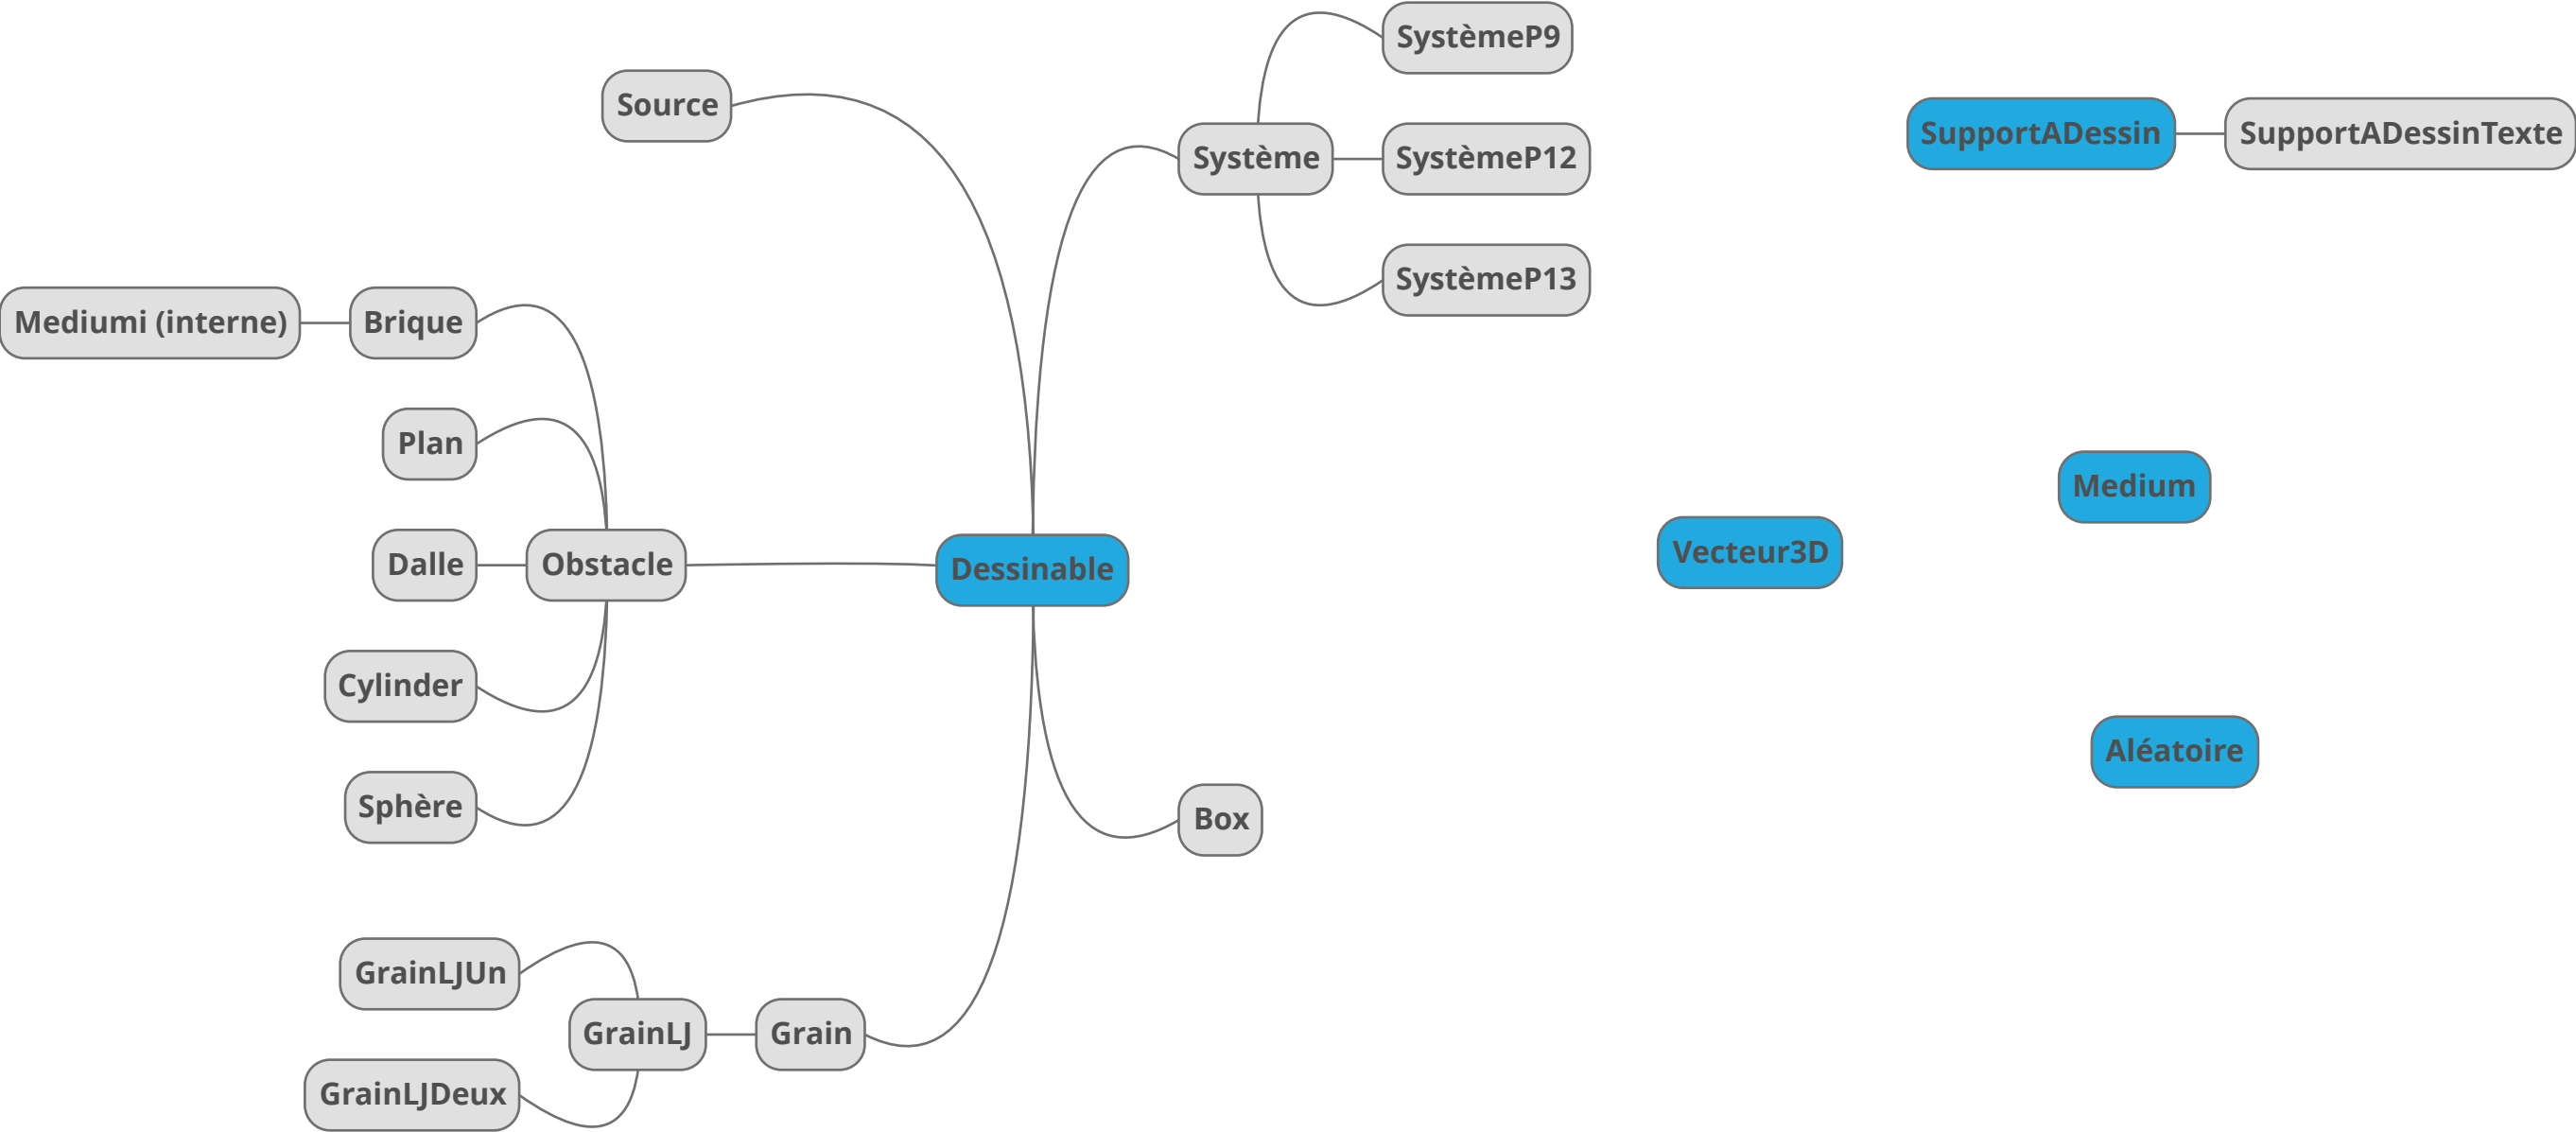 SystèmeP9
Source
SupportADessin
SupportADessinTexte
Système
SystèmeP12
SystèmeP13
Mediumi (interne)
Brique
Plan
Medium
Vecteur3D
Dalle
Obstacle
Dessinable
Cylinder
Aléatoire
Sphère
Box
GrainLJUn
GrainLJ
Grain
GrainLJDeux